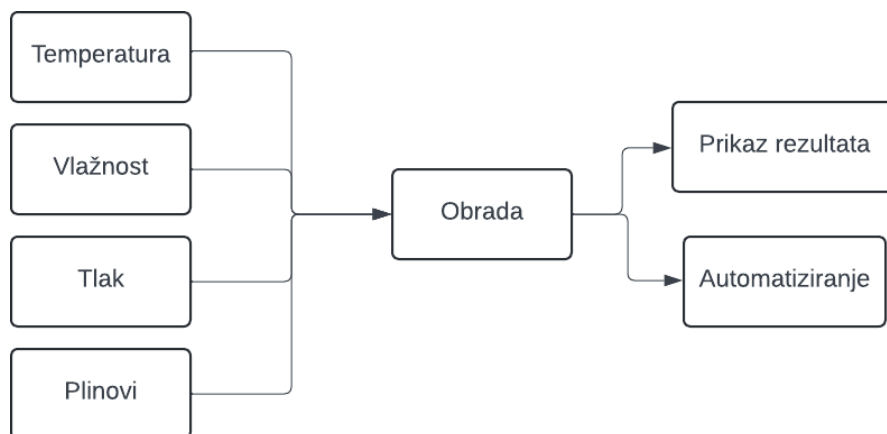 Temperatura
Vlažnost
Tlak
Plinovi
Obrada
Prikaz rezultata
Automatiziranje